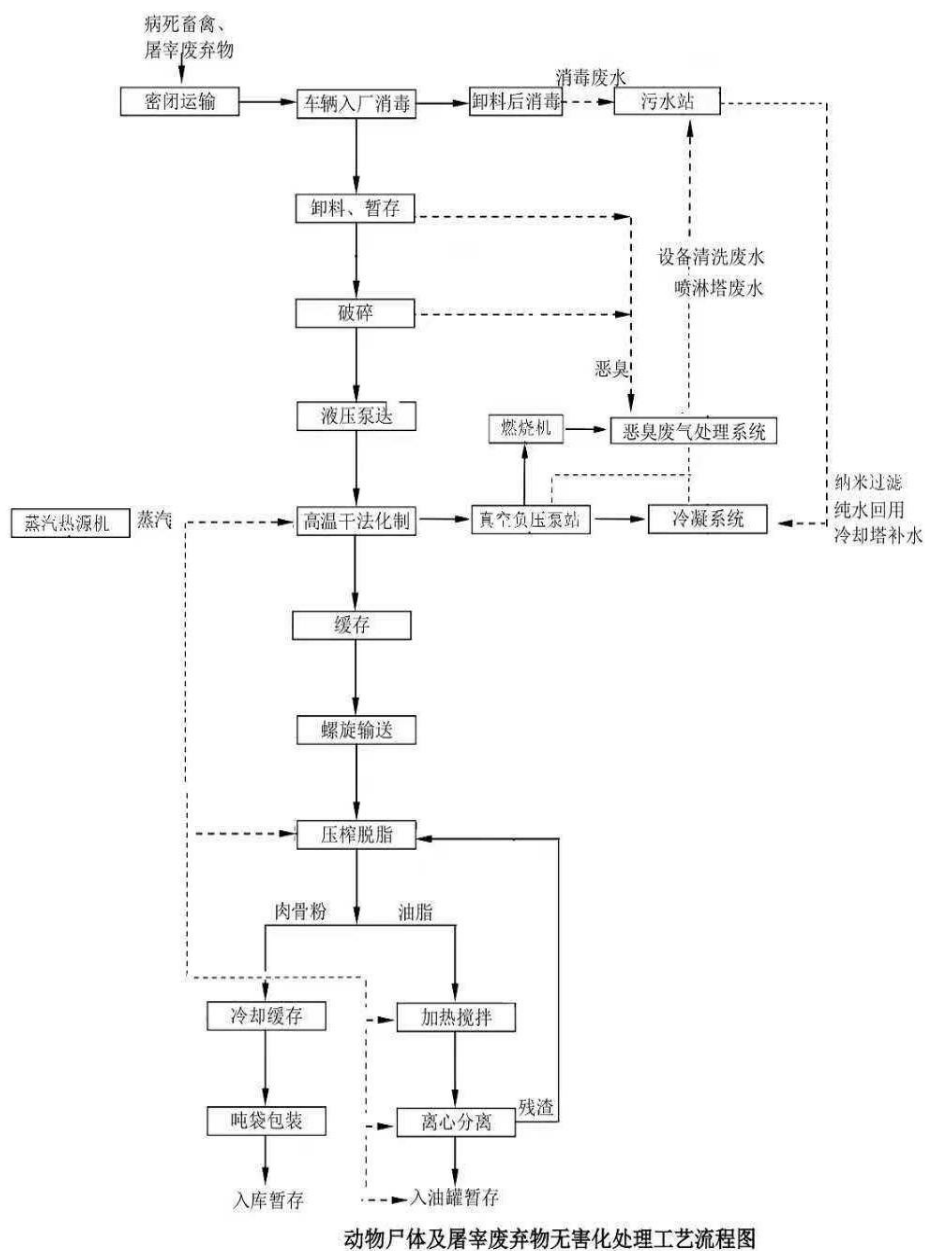 病死畜禽、
屠宰废弃物
密闭运输
车辆入厂消毒
卸料后消毒
消毒废水
污水站
卸料、暂存
设备清洗废水
喷淋塔废水
破碎
恶臭
液压泵达
燃烧机
恶臭废气处理系统
蒸汽热源机
蒸汽
高温干法化制
真空负压泵站
冷凝系统
纳米过滤
纯水回用
冷却塔补水
缓存
螺旋输送
压榨脱脂
肉骨粉
油脂
冷却缓存
加热搅拌
吨袋包装
离心分离
残渣
入库暂存
入油罐暂存
动物尸体及屠宰废弃物无害化处理工艺流程图